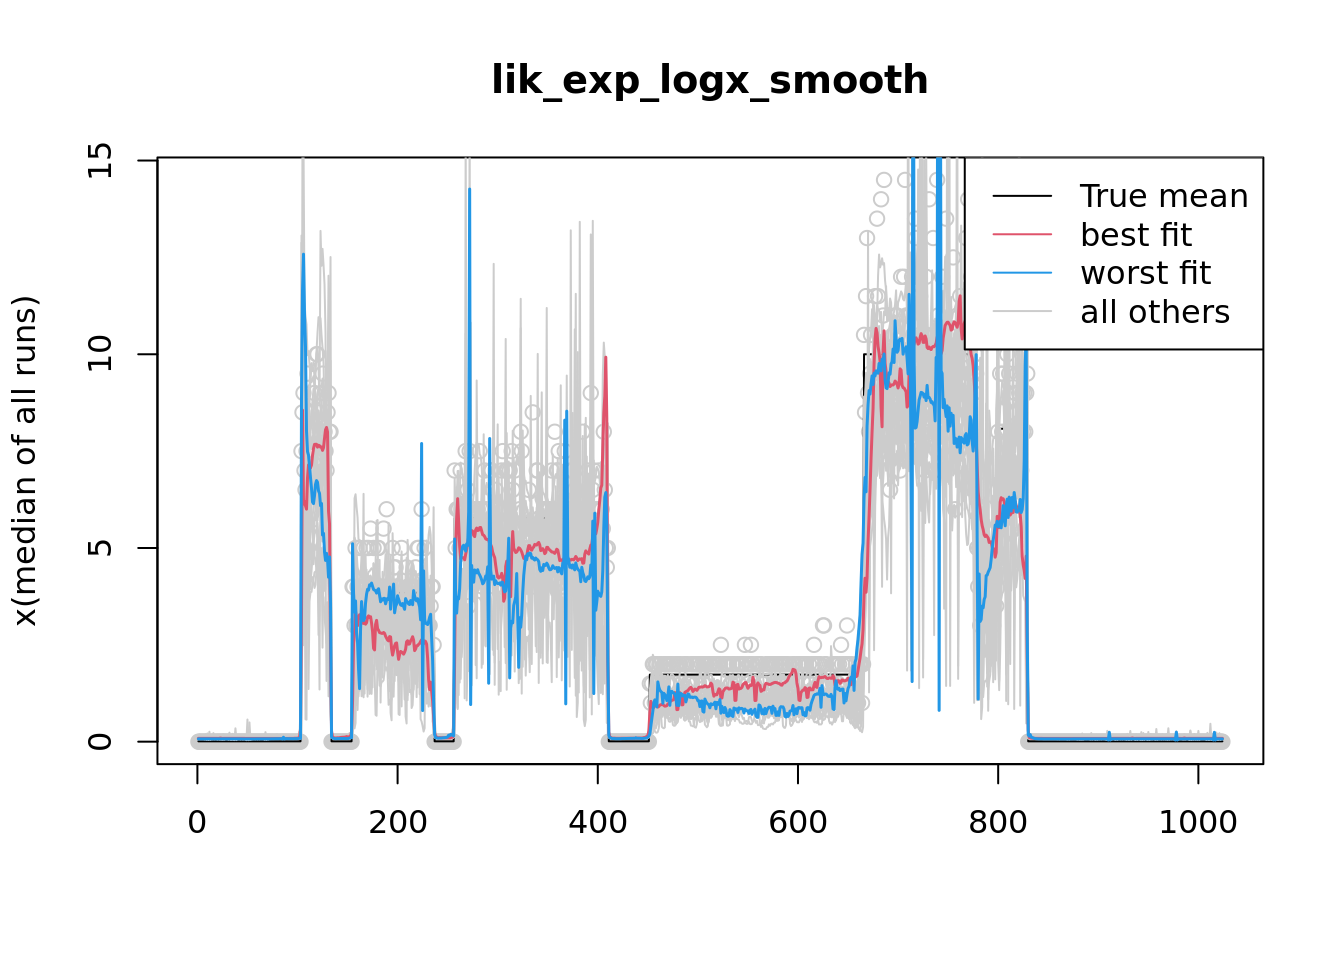 lik_exp_logx_smooth
x(median of all runs)
15
10
5
0
True mean
best fit
worst fit
all others
0 200 400 600 800 1000